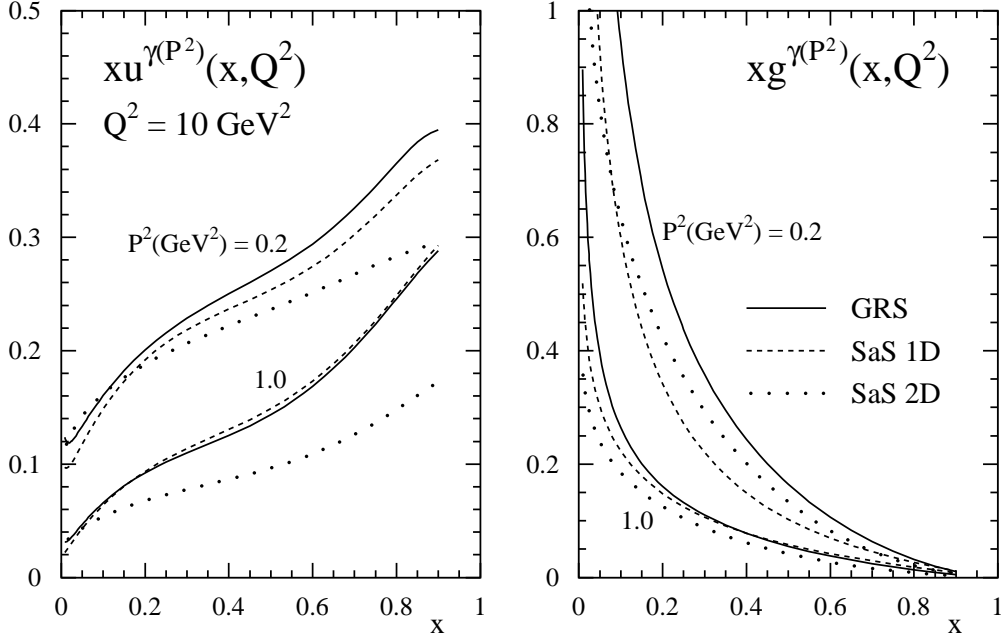 0.5
0.4
0.3
0.2
0.1
0
xu^γ(P²)(x,Q²)
Q² = 10 GeV²
P²(GeV²) = 0.2
1.0
0 0.2 0.4 0.6 0.8 1
x
1
0.8
0.6
0.4
0.2
0
xg^γ(P²)(x,Q²)
P²(GeV²) = 0.2
GRS
SaS 1D
SaS 2D
1.0
0 0.2 0.4 0.6 0.8 1
x